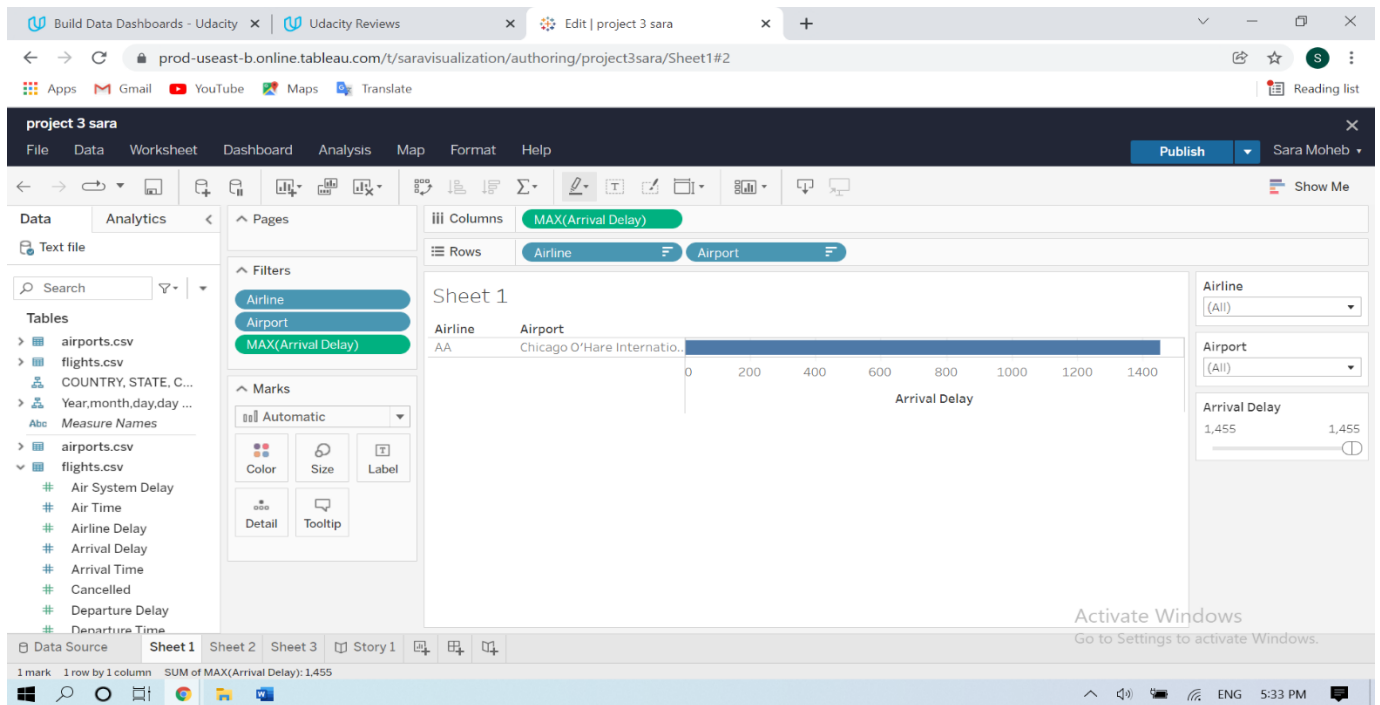 Build Data Dashboards - Udacity
Udacity Reviews
Edit | project 3 sara
prod-useast-b.online.tableau.com/t/saravisualization/authoring/project3sara/Sheet1#2
S
Apps Gmail YouTube Maps Translate Reading list
project 3 sara
File Data Worksheet Dashboard Analysis Map Format Help Publish Sara Moheb
Show Me
Data Analytics
Text file
Search
Tables
airports.csv
flights.csv
COUNTRY, STATE, C...
Year,month,day,day ...
Abc Measure Names
airports.csv
flights.csv
# Air System Delay
# Air Time
# Airline Delay
# Arrival Delay
# Arrival Time
# Cancelled
# Departure Delay
# Departure Time
Pages
Filters
Airline
Airport
MAX(Arrival Delay)
Marks
Automatic
Color Size Label
Detail Tooltip
Columns MAX(Arrival Delay)
Rows Airline Airport
Sheet 1
Airline Airport
AA Chicago O'Hare Internatio..
0 200 400 600 800 1000 1200 1400
Arrival Delay
Airline
(All)
Airport
(All)
Arrival Delay
1,455 1,455
Activate Windows
Go to Settings to activate Windows.
Data Source Sheet 1 Sheet 2 Sheet 3 Story 1
1 mark 1 row by 1 column SUM of MAX(Arrival Delay): 1,455
ENG 5:33 PM